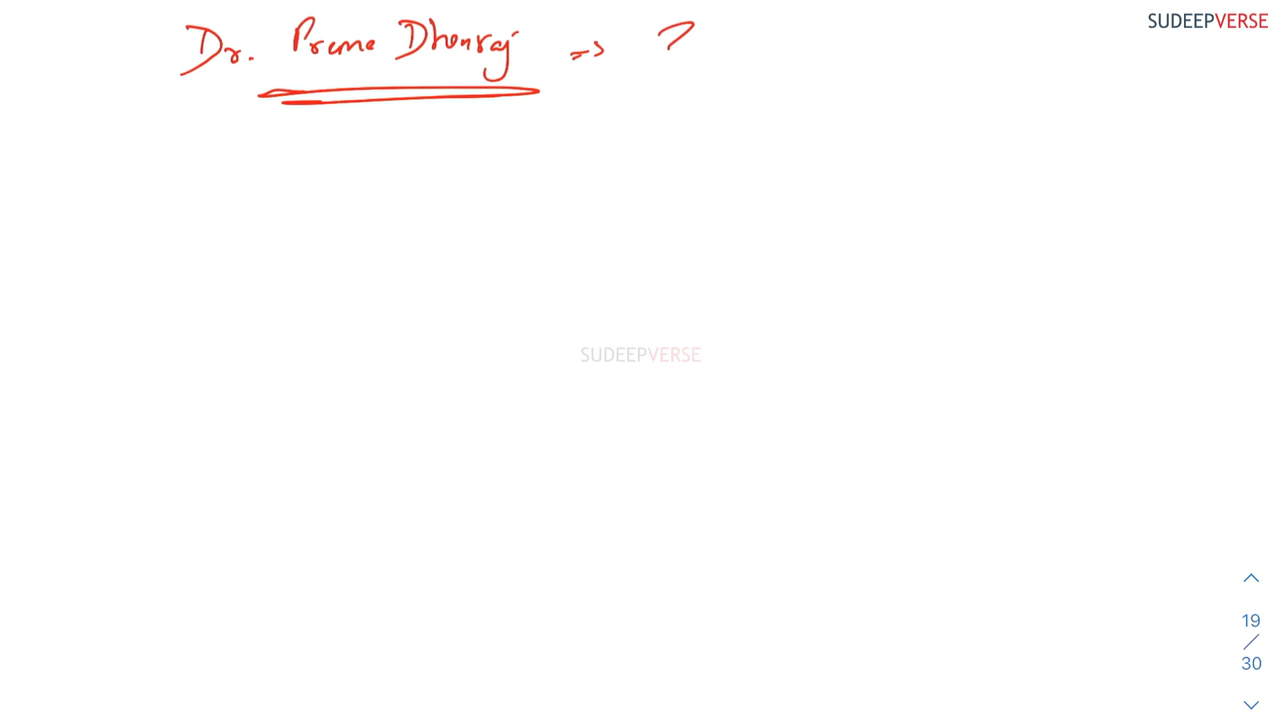 SUDEEPVERSE
Dr. Prema Dhanraj => ?
SUDEEPVERSE
19
/
30